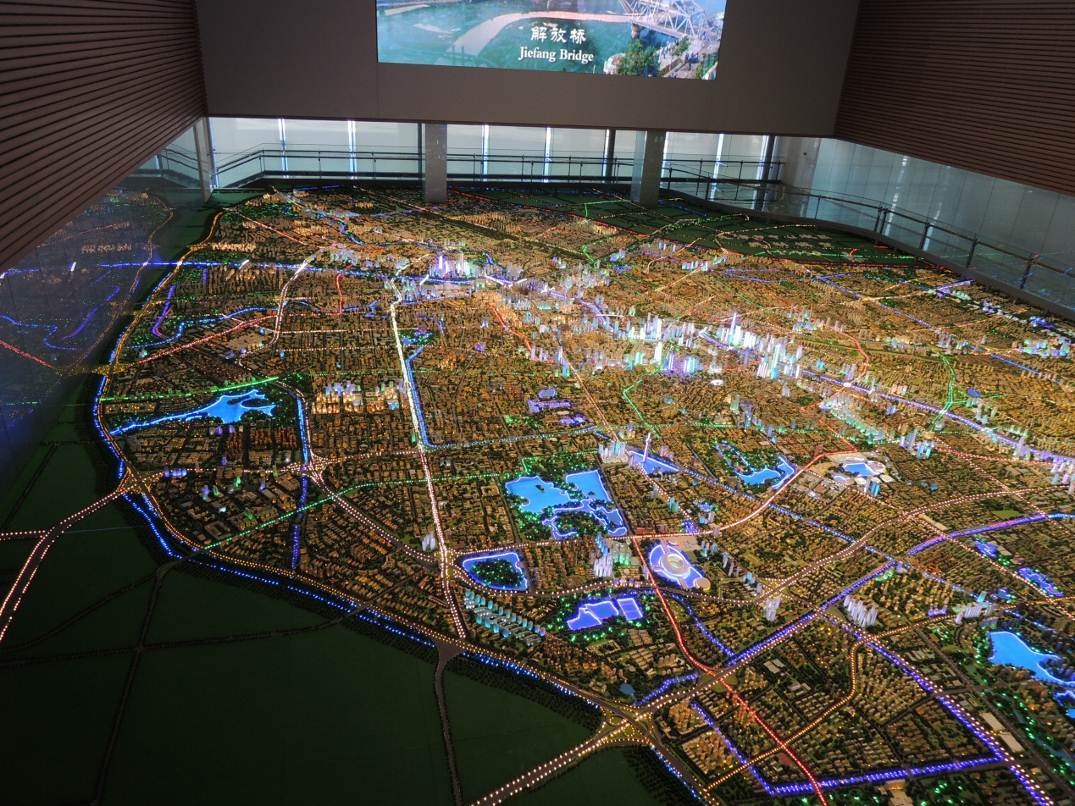 解放桥
Jiefang Bridge